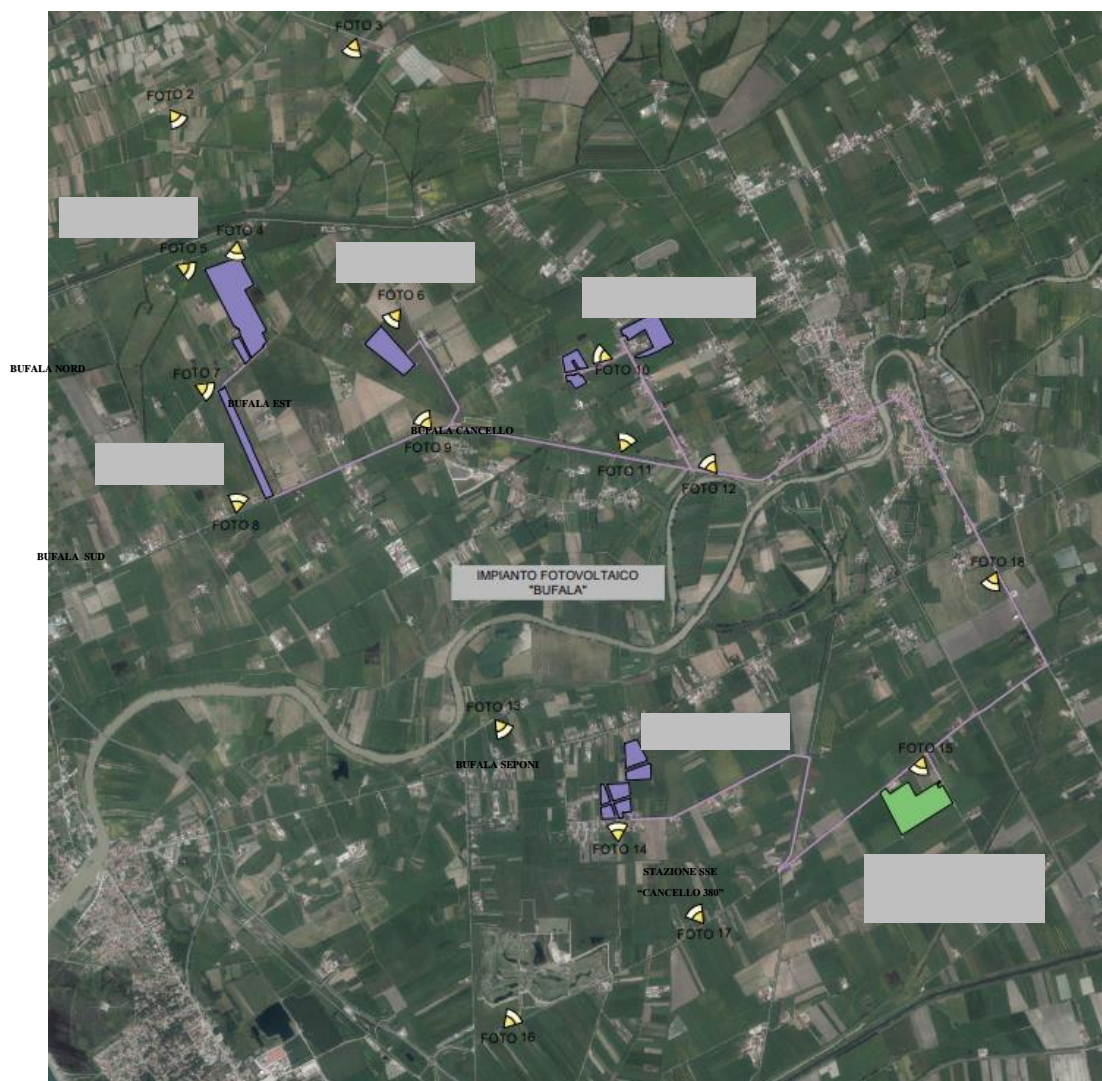 FOTO 3
FOTO 2
FOTO 4
FOTO 5
FOTO 6
BUFALA NORD
FOTO 7
FOTO 10
BUFALA EST
BUFALA CANCELLO
FOTO 9
FOTO 11
FOTO 12
FOTO 8
BUFALA SUD
FOTO 18
IMPIANTO FOTOVOLTAICO
"BUFALA"
FOTO 13
FOTO 15
BUFALA SEPONI
FOTO 14
STAZIONE SSE
“CANCELLO 380”
FOTO 17
FOTO 16